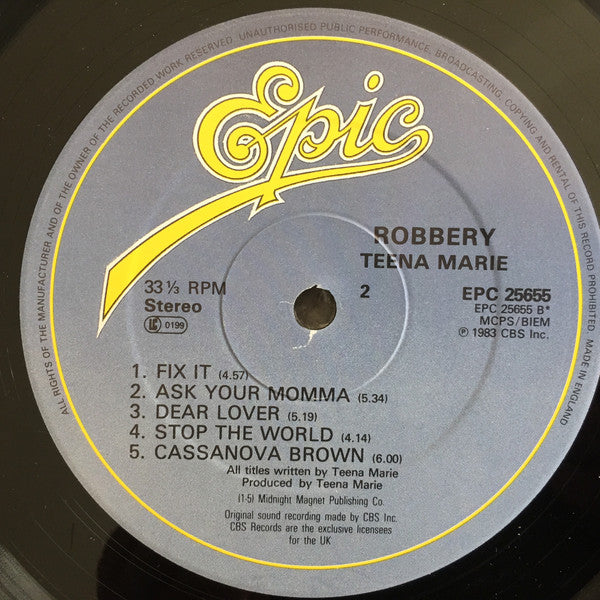 ALL RIGHTS OF THE MANUFACTURER AND OF THE OWNER OF THE RECORDED WORK RESERVED. UNAUTHORISED PUBLIC PERFORMANCE, BROADCASTING, COPYING AND RENTAL OF THIS RECORD PROHIBITED. MADE IN ENGLAND
Epic
ROBBERY
TEENA MARIE
33⅓ RPM
Stereo
LC 0199
2
EPC 25655
EPC 25655 B*
MCPS/BIEM
℗ 1983 CBS Inc.
1. FIX IT (4.57)
2. ASK YOUR MOMMA (5.34)
3. DEAR LOVER (5.19)
4. STOP THE WORLD (4.14)
5. CASSANOVA BROWN (6.00)
All titles written by Teena Marie
Produced by Teena Marie
(1-5) Midnight Magnet Publishing Co.
Original sound recording made by CBS Inc.
CBS Records are the exclusive licensees
for the UK